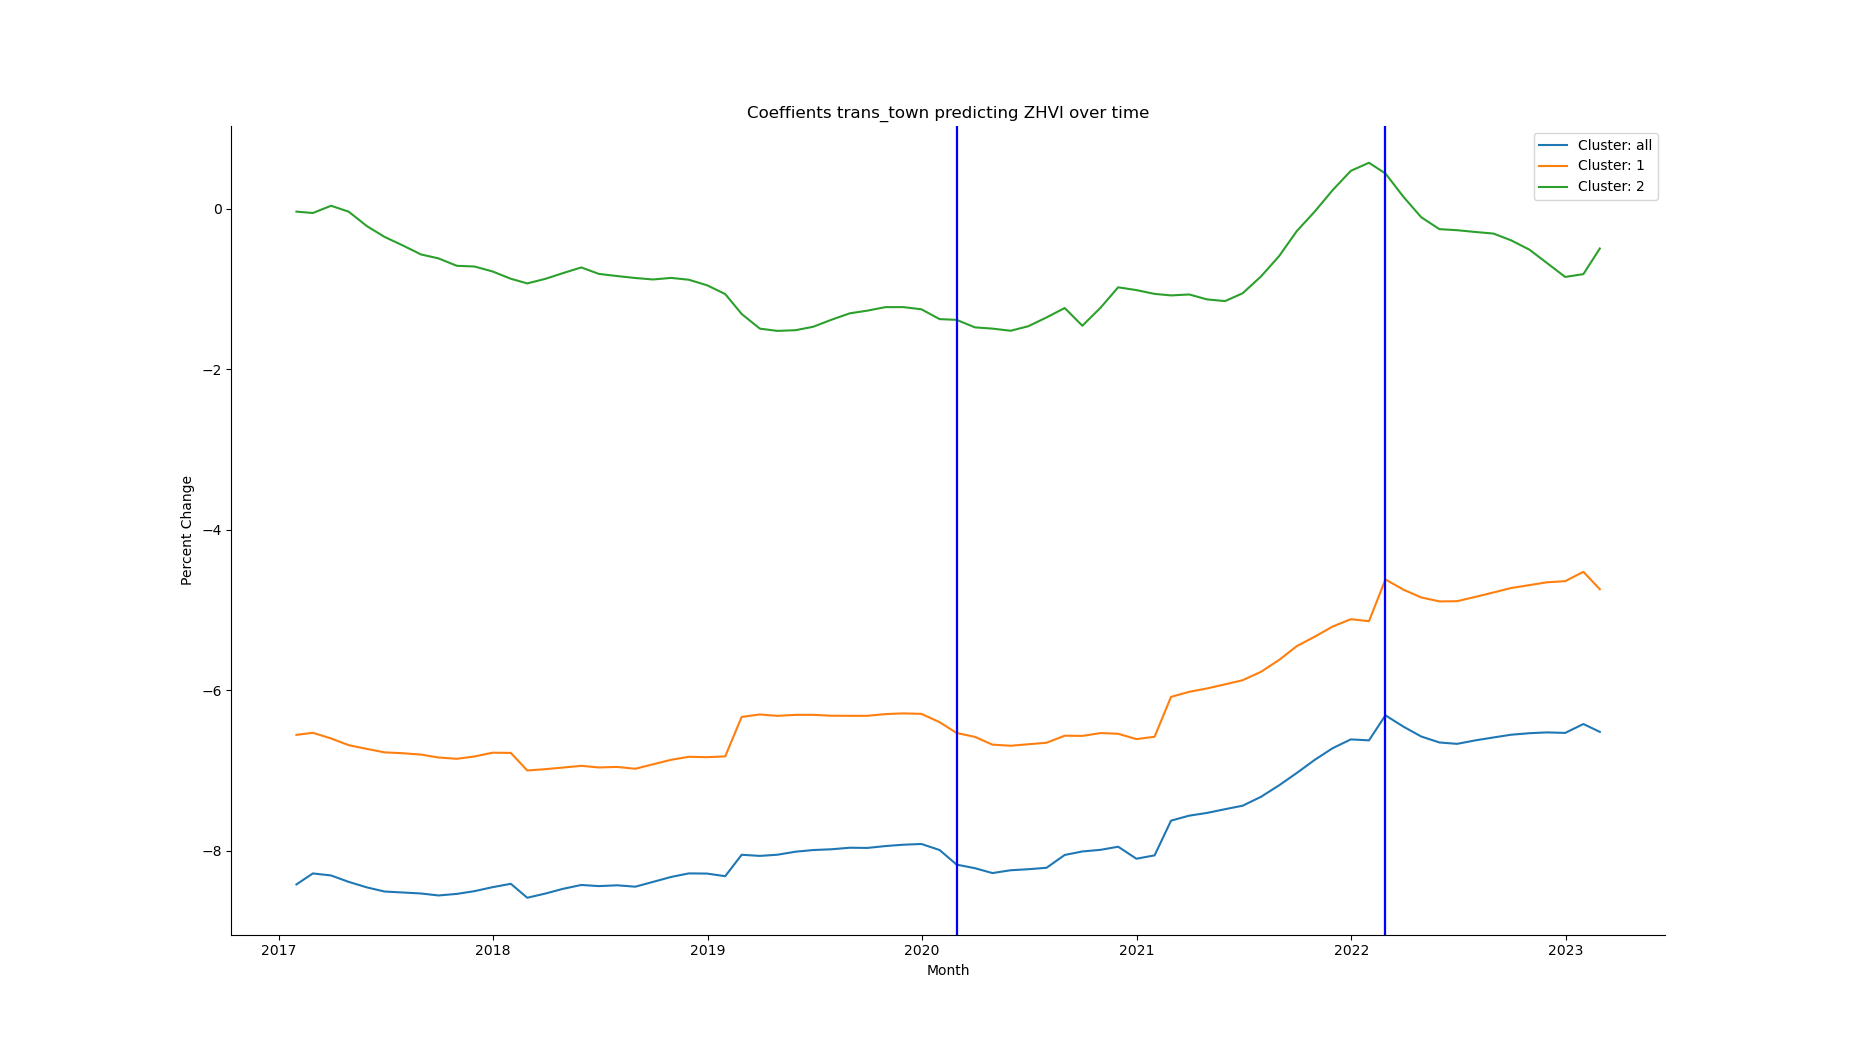 Coeffients trans_town predicting ZHVI over time
Cluster: all
Cluster: 1
Cluster: 2
Percent Change
0
−2
−4
−6
−8
2017 2018 2019 2020 2021 2022 2023
Month